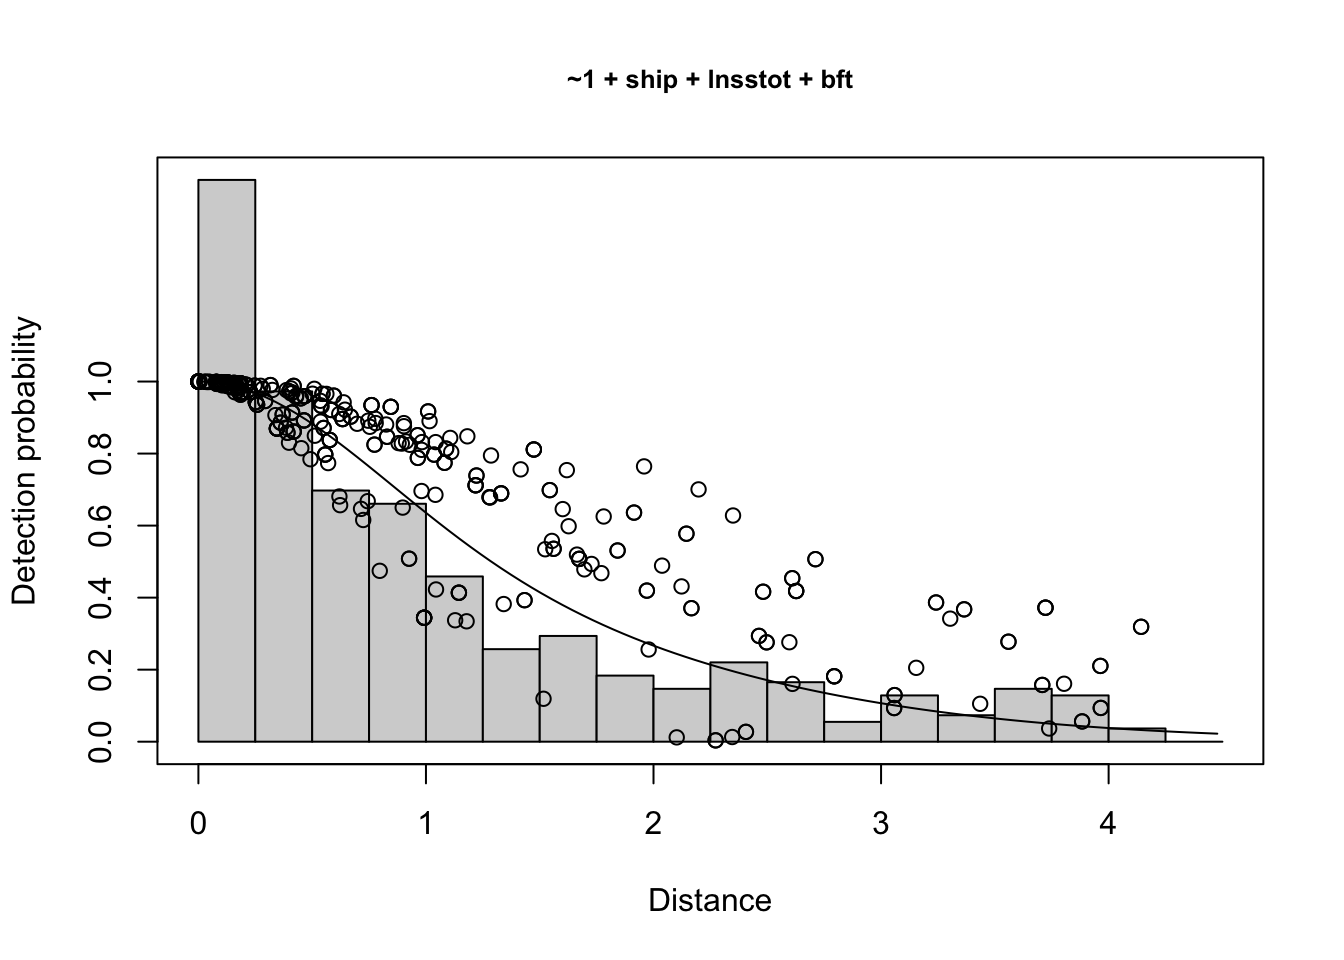 ~1 + ship + lnsstot + bft
Detection probability
1.0
0.8
0.6
0.4
0.2
0.0
0 1 2 3 4
Distance